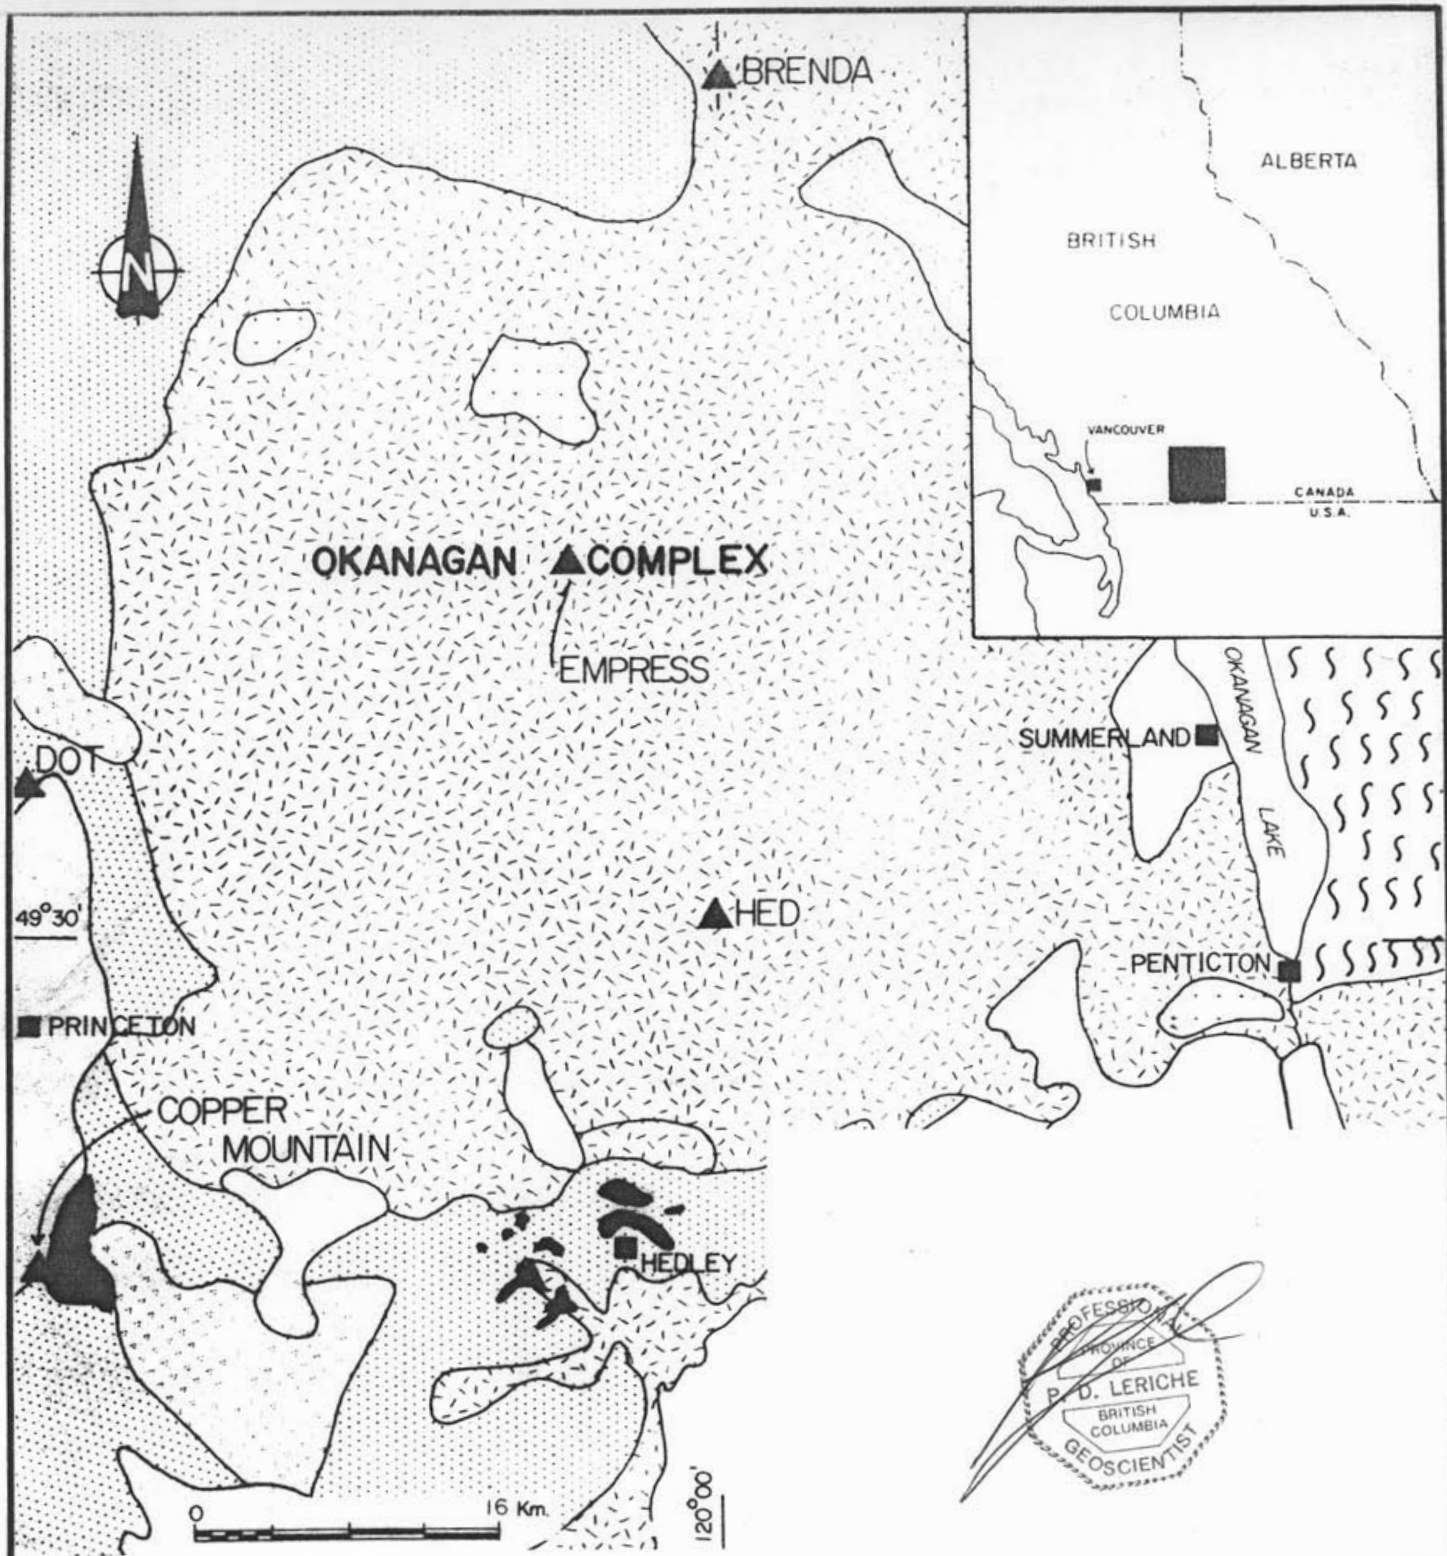 BRENDA
ALBERTA
BRITISH
COLUMBIA
N
VANCOUVER
CANADA
U.S.A.
OKANAGAN COMPLEX
EMPRESS
OKANAGAN
LAKE
SUMMERLAND
DOT
49°30'
HED
PENTICTON
PRINCETON
COPPER
MOUNTAIN
HEDLEY
PROFESSIONAL
PROVINCE
OF
P. D. LERICHE
BRITISH
COLUMBIA
GEOSCIENTIST
0 16 Km.
120°00'